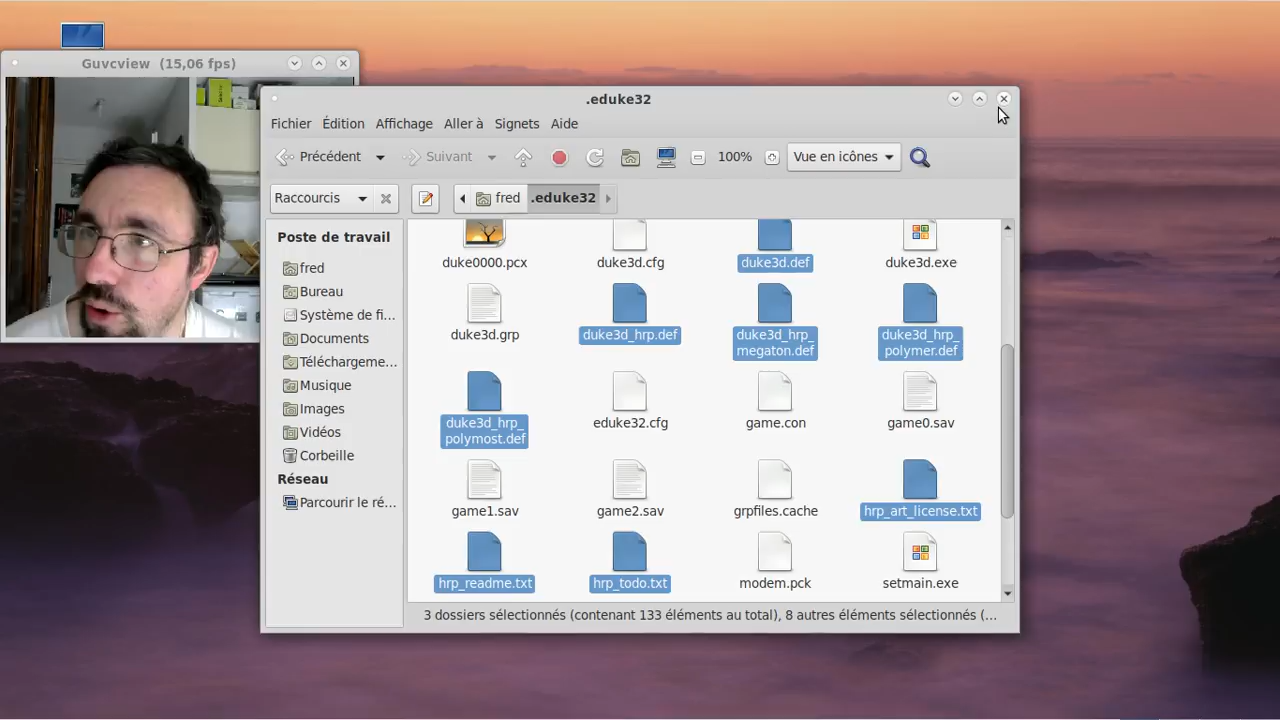 Guvcview (15,06 fps)
.eduke32
Fichier Édition Affichage Aller à Signets Aide
Précédent Suivant 100% Vue en icônes
Raccourcis fred .eduke32
Poste de travail
fred
Bureau
Système de fi...
Documents
Téléchargeme...
Musique
Images
Vidéos
Corbeille
Réseau
Parcourir le ré...
duke0000.pcx duke3d.cfg duke3d.def duke3d.exe
duke3d.grp duke3d_hrp.def duke3d_hrp_ duke3d_hrp_
megaton.def polymer.def
duke3d_hrp_ eduke32.cfg game.con game0.sav
polymost.def
game1.sav game2.sav grpfiles.cache hrp_art_license.txt
hrp_readme.txt hrp_todo.txt modem.pck setmain.exe
3 dossiers sélectionnés (contenant 133 éléments au total), 8 autres éléments sélectionnés (...